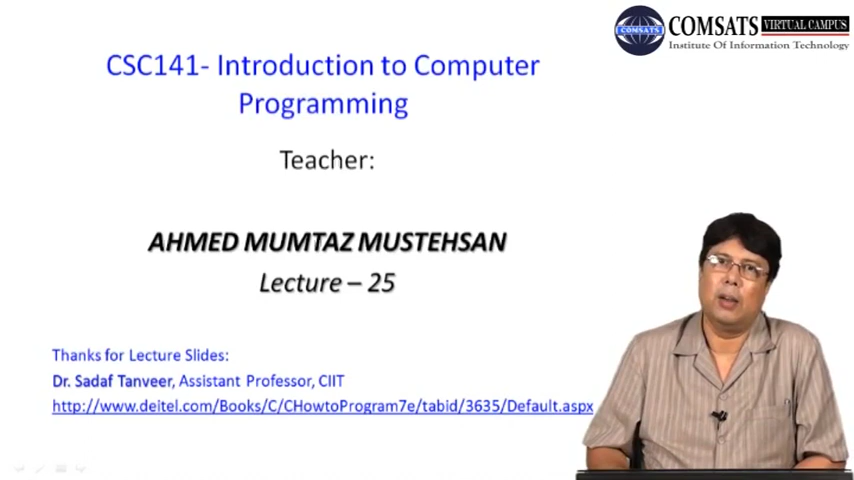 COMSATS
COMSATS VIRTUAL CAMPUS
Institute Of Information Technology
CSC141- Introduction to Computer
Programming
Teacher:
AHMED MUMTAZ MUSTEHSAN
Lecture – 25
Thanks for Lecture Slides:
Dr. Sadaf Tanveer, Assistant Professor, CIIT
http://www.deitel.com/Books/C/CHowtoProgram7e/tabid/3635/Default.aspx